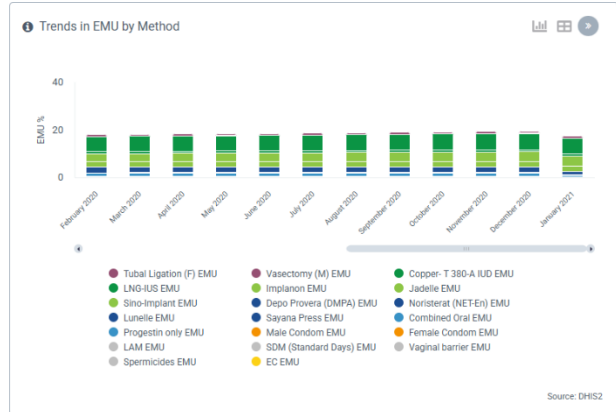 Trends in EMU by Method
40
20
0
EMU %
February 2020
March 2020
April 2020
May 2020
June 2020
July 2020
August 2020
September 2020
October 2020
November 2020
December 2020
January 2021
Tubal Ligation (F) EMU Vasectomy (M) EMU Copper- T 380-A IUD EMU
LNG-IUS EMU Implanon EMU Jadelle EMU
Sino-Implant EMU Depo Provera (DMPA) EMU Noristerat (NET-En) EMU
Lunelle EMU Sayana Press EMU Combined Oral EMU
Progestin only EMU Male Condom EMU Female Condom EMU
LAM EMU SDM (Standard Days) EMU Vaginal barrier EMU
Spermicides EMU EC EMU
Source: DHIS2